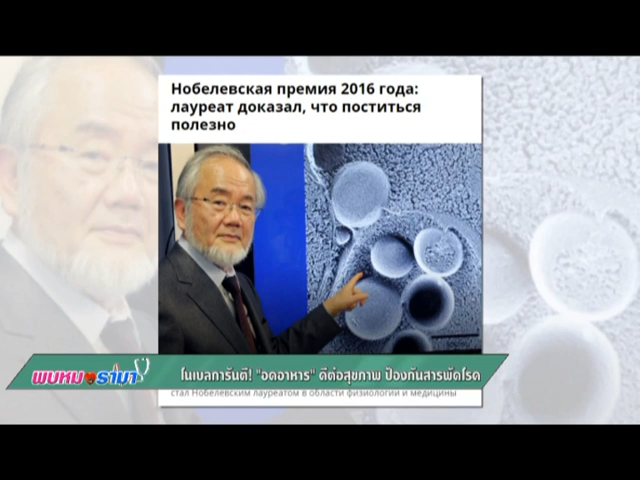 Нобелевская премия 2016 года:
лауреат доказал, что поститься
полезно
พบหมอรามา
โนเบลการันตี! "อดอาหาร" ดีต่อสุขภาพ ป้องกันสารพัดโรค
стал Нобелевским лауреатом в области физиологии и медицины